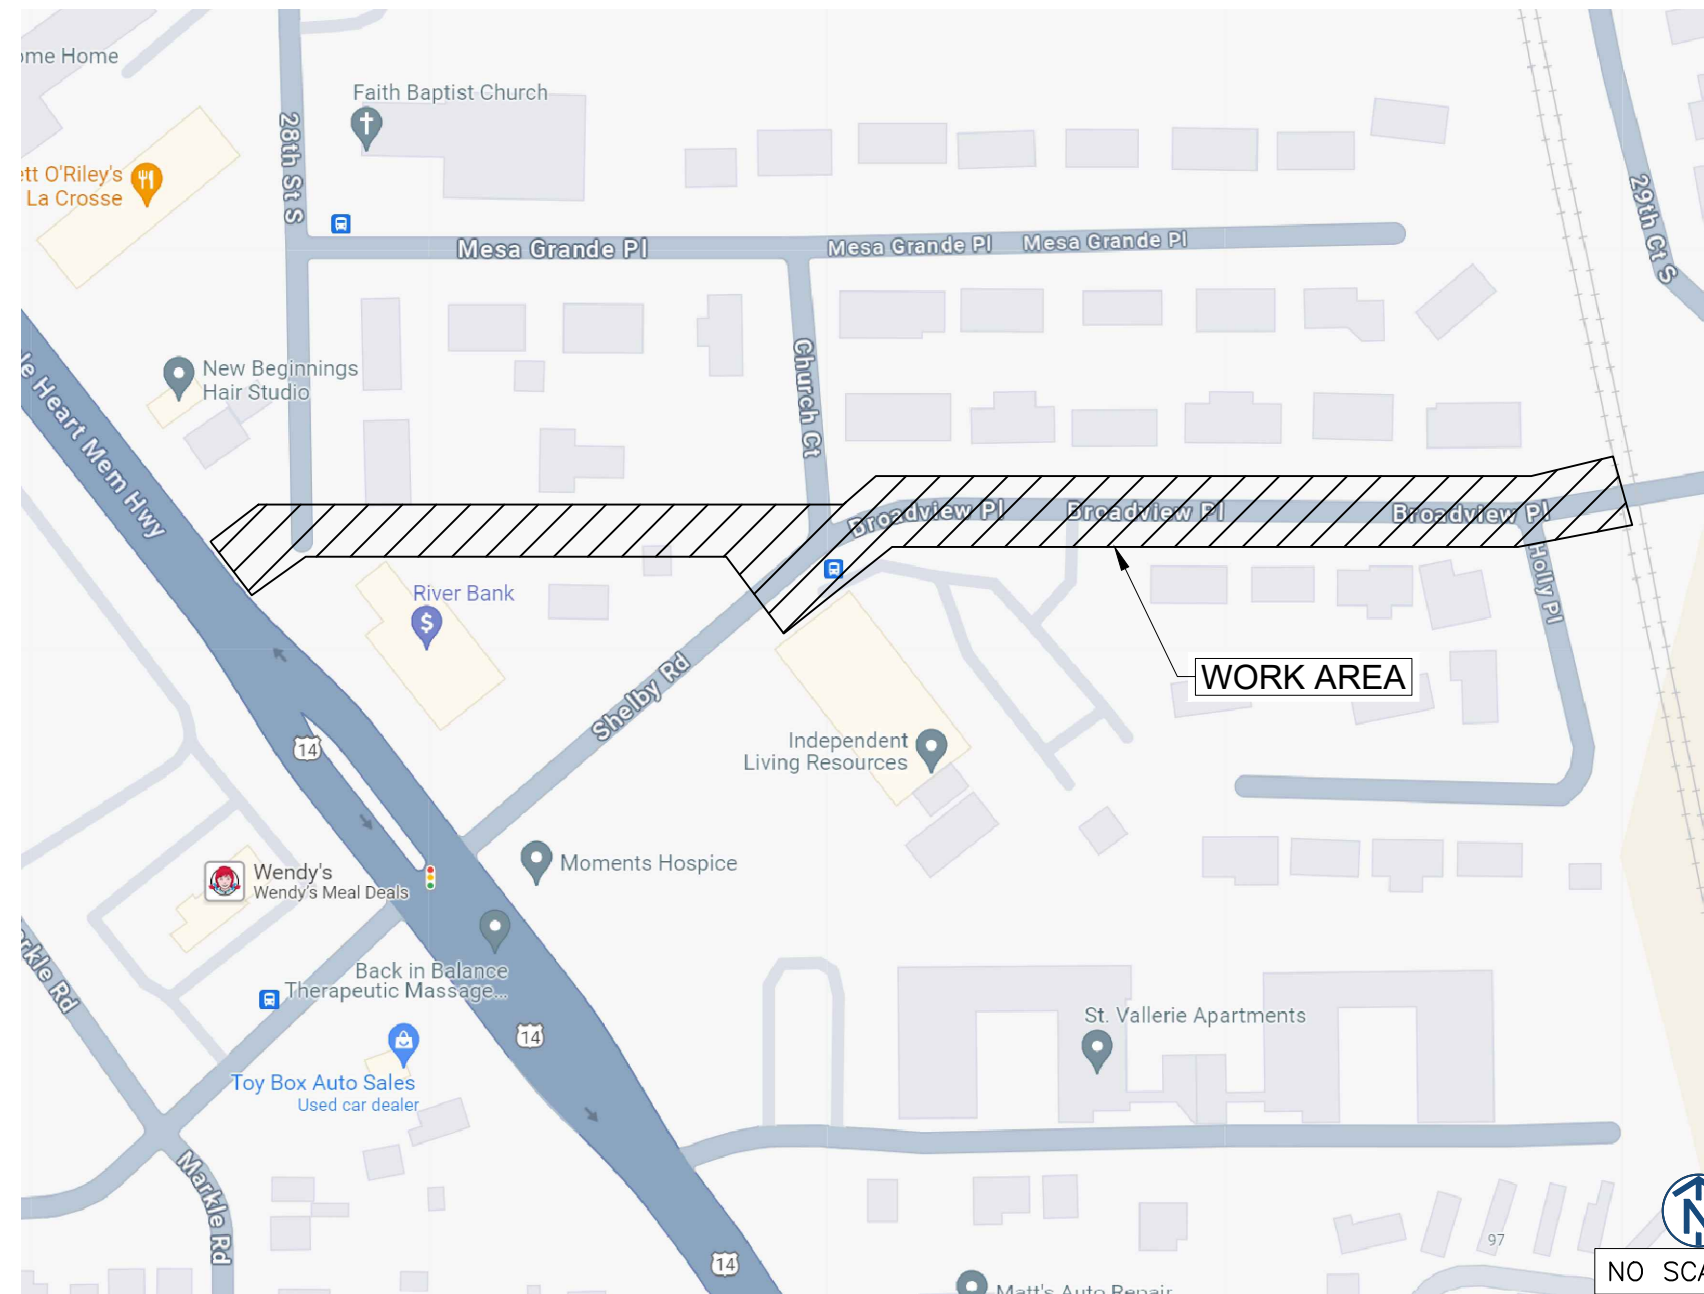 ome Home
Faith Baptist Church
28th St S
ett O'Riley's
La Crosse
29th Ct S
Mesa Grande Pl
Mesa Grande Pl
Mesa Grande Pl
New Beginnings
Hair Studio
Church Ct
le Heart Mem Hwy
Broadview Pl
Broadview Pl
Broadview Pl
Holly Pl
River Bank
$
WORK AREA
Shelby Rd
14
Independent
Living Resources
Wendy's
Wendy's Meal Deals
Moments Hospice
arkle Rd
Back in Balance
Therapeutic Massage...
14
St. Vallerie Apartments
Toy Box Auto Sales
Used car dealer
Markle Rd
N
97
14
NO SCA
Matt's Auto Repair